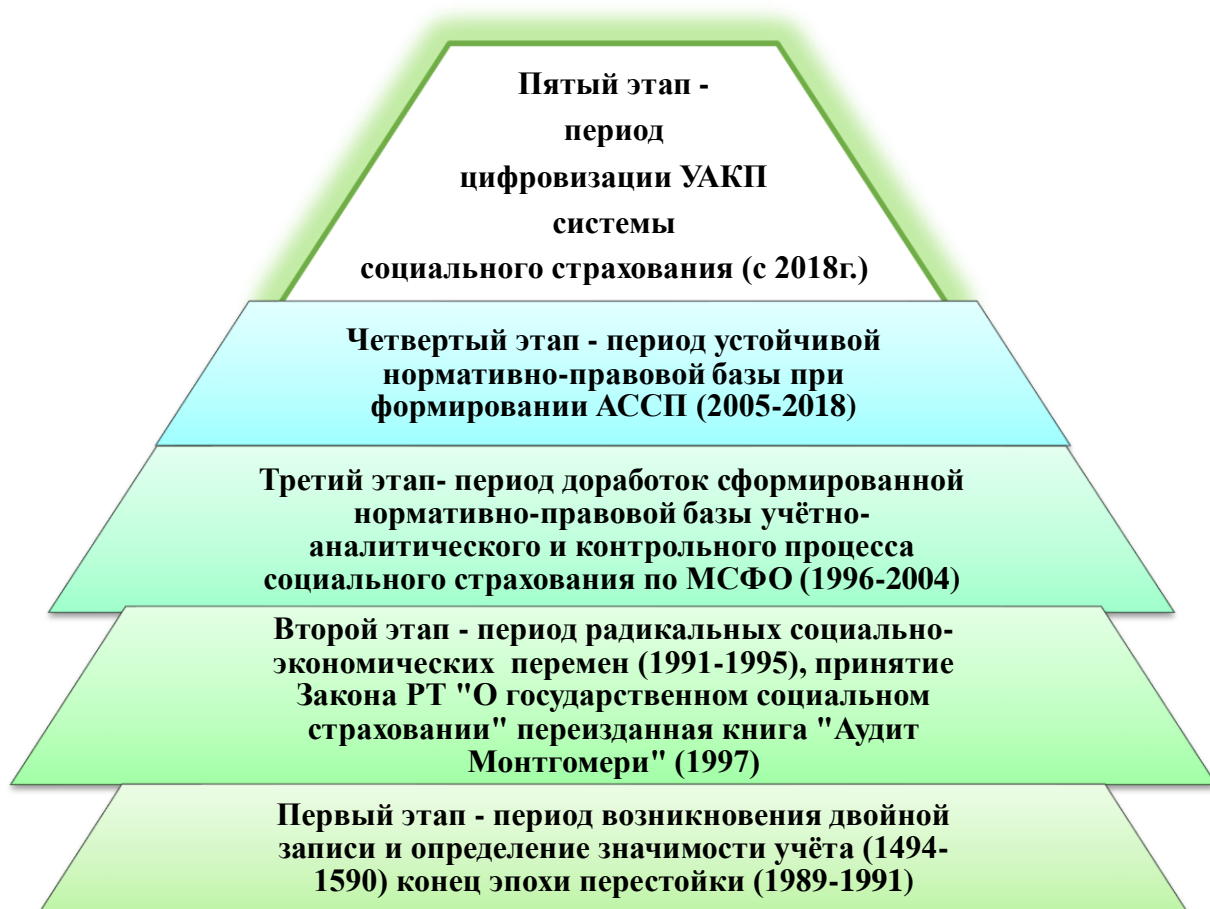 Пятый этап -
период
цифровизации УАКП
системы
социального страхования (с 2018г.)
Четвертый этап - период устойчивой
нормативно-правовой базы при
формировании АССП (2005-2018)
Третий этап- период доработок сформированной
нормативно-правовой базы учётно-
аналитического и контрольного процесса
социального страхования по МСФО (1996-2004)
Второй этап - период радикальных социально-
экономических  перемен (1991-1995), принятие
Закона РТ "О государственном социальном
страховании" переизданная книга "Аудит
Монтгомери" (1997)
Первый этап - период возникновения двойной
записи и определение значимости учёта (1494-
1590) конец эпохи перестойки (1989-1991)